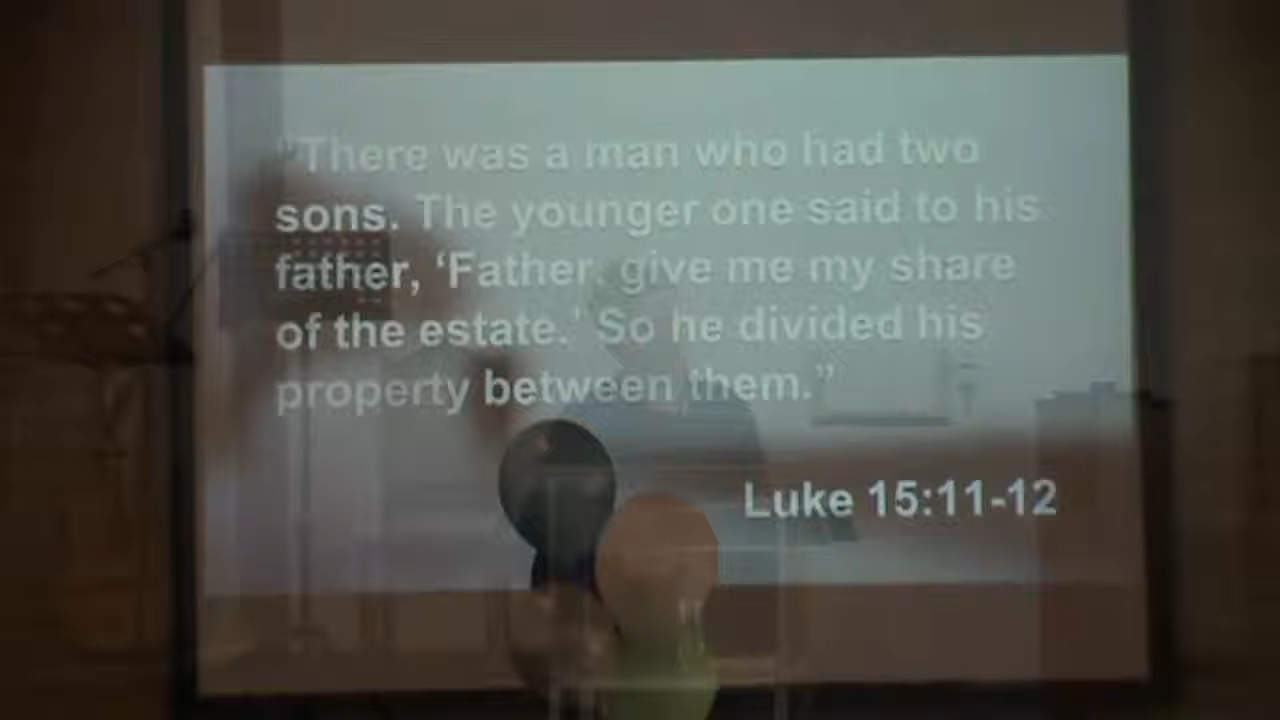 "There was a man who had two
sons. The younger one said to his
father, ‘Father, give me my share
of the estate.’ So he divided his
property between them.”
Luke 15:11-12